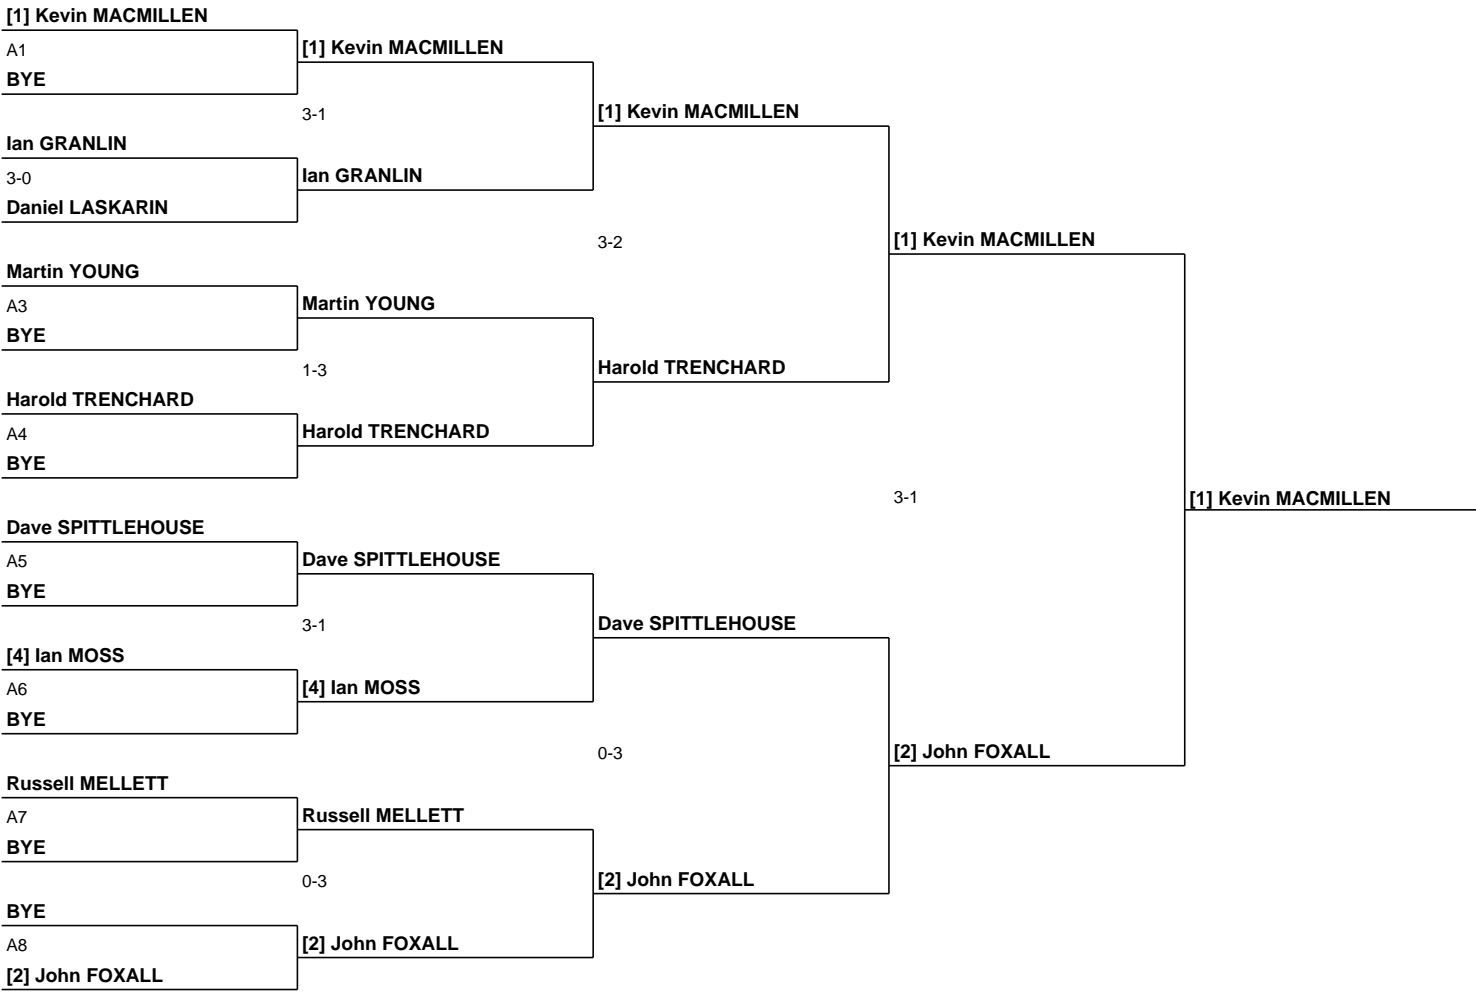 [1] Kevin MACMILLEN
A1
BYE
Ian GRANLIN
3-0
Daniel LASKARIN
Martin YOUNG
A3
BYE
Harold TRENCHARD
A4
BYE
Dave SPITTLEHOUSE
A5
BYE
[4] Ian MOSS
A6
BYE
Russell MELLETT
A7
BYE
BYE
A8
[2] John FOXALL
[1] Kevin MACMILLEN
3-1
Ian GRANLIN
Martin YOUNG
1-3
Harold TRENCHARD
Dave SPITTLEHOUSE
3-1
[4] Ian MOSS
Russell MELLETT
0-3
[2] John FOXALL
[1] Kevin MACMILLEN
3-2
Harold TRENCHARD
Dave SPITTLEHOUSE
0-3
[2] John FOXALL
[1] Kevin MACMILLEN
3-1
[2] John FOXALL
[1] Kevin MACMILLEN